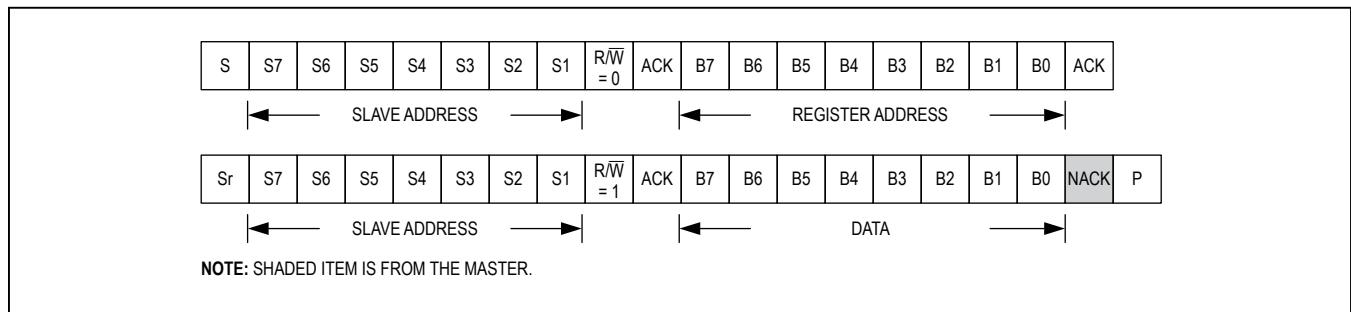 S S7 S6 S5 S4 S3 S2 S1 R/W̅ = 0 ACK B7 B6 B5 B4 B3 B2 B1 B0 ACK
SLAVE ADDRESS REGISTER ADDRESS
Sr S7 S6 S5 S4 S3 S2 S1 R/W̅ = 1 ACK B7 B6 B5 B4 B3 B2 B1 B0 NACK P
SLAVE ADDRESS DATA
NOTE: SHADED ITEM IS FROM THE MASTER.